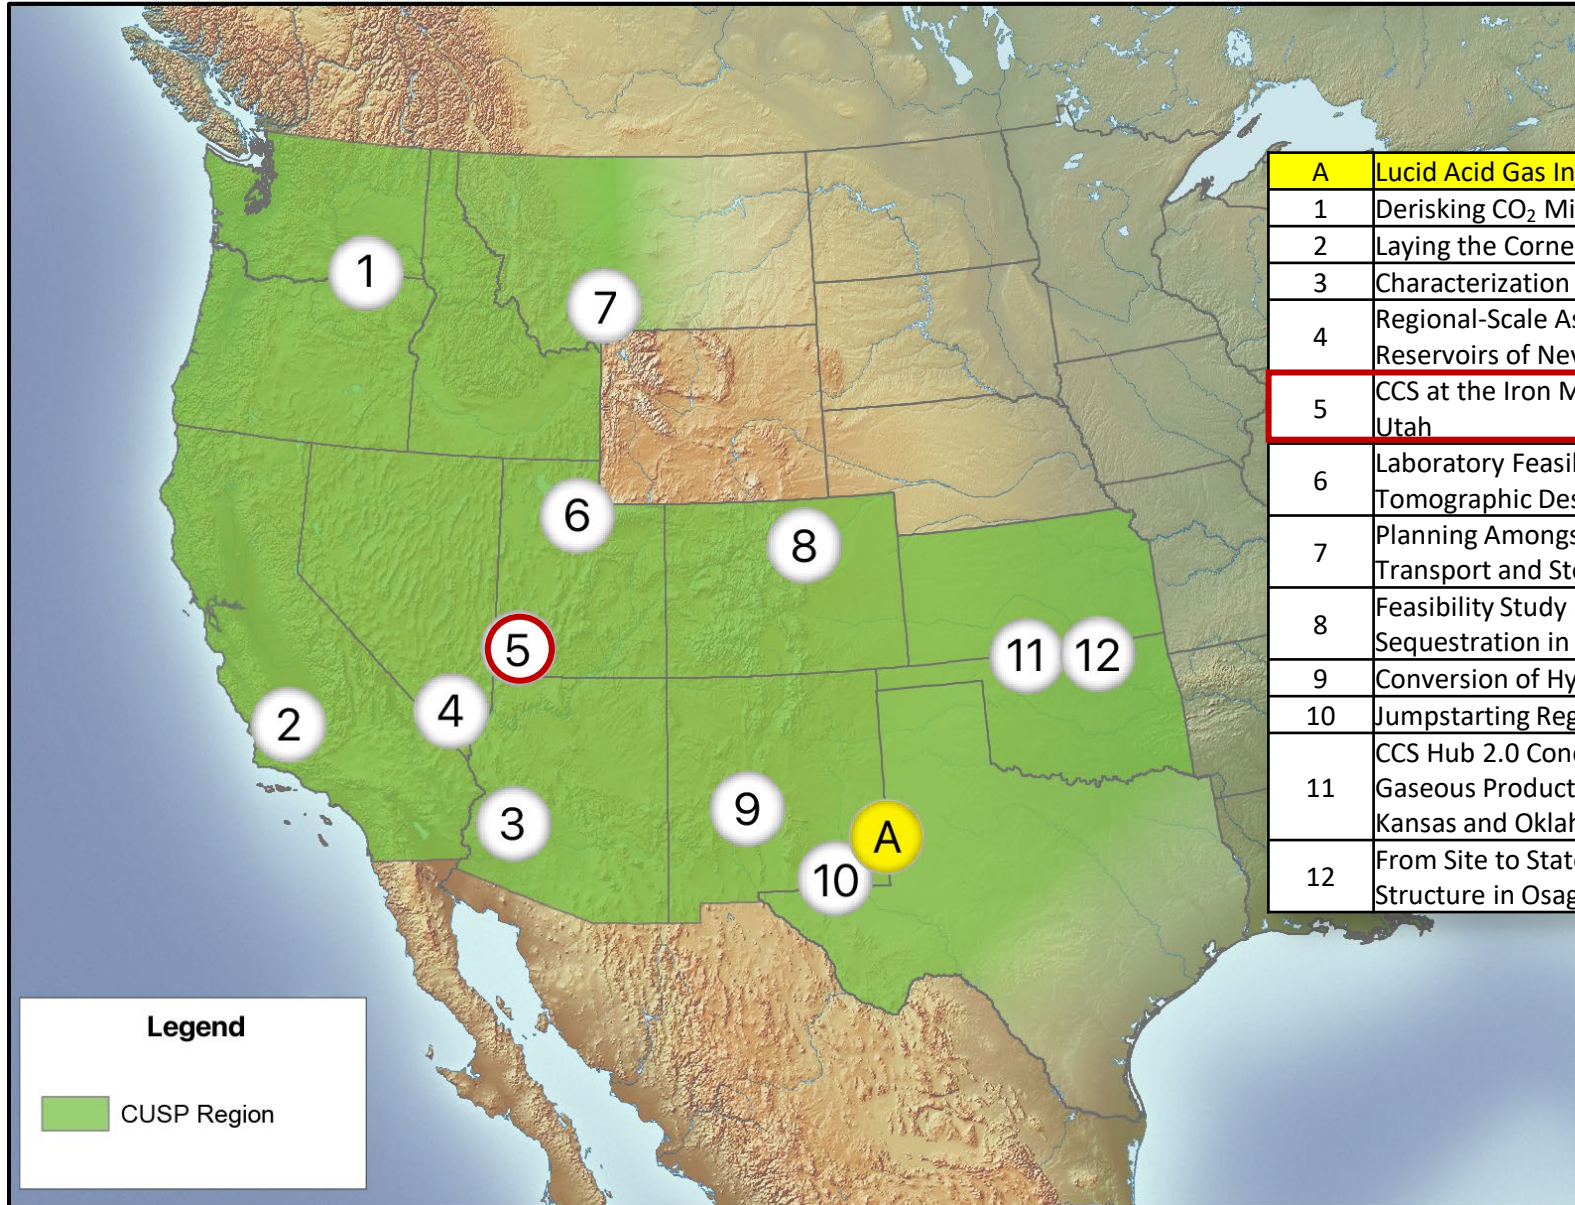 1
7
6
8
5
11
12
4
2
3
9
A
10
A Lucid Acid Gas In
1 Derisking CO₂ Mi
2 Laying the Corne
3 Characterization
4 Regional-Scale As
Reservoirs of Nev
5 CCS at the Iron M
Utah
6 Laboratory Feasil
Tomographic Des
7 Planning Amongs
Transport and Sto
8 Feasibility Study
Sequestration in
9 Conversion of Hy
10 Jumpstarting Reg
11 CCS Hub 2.0 Conc
Gaseous Product
Kansas and Oklah
12 From Site to State
Structure in Osag
Legend
CUSP Region